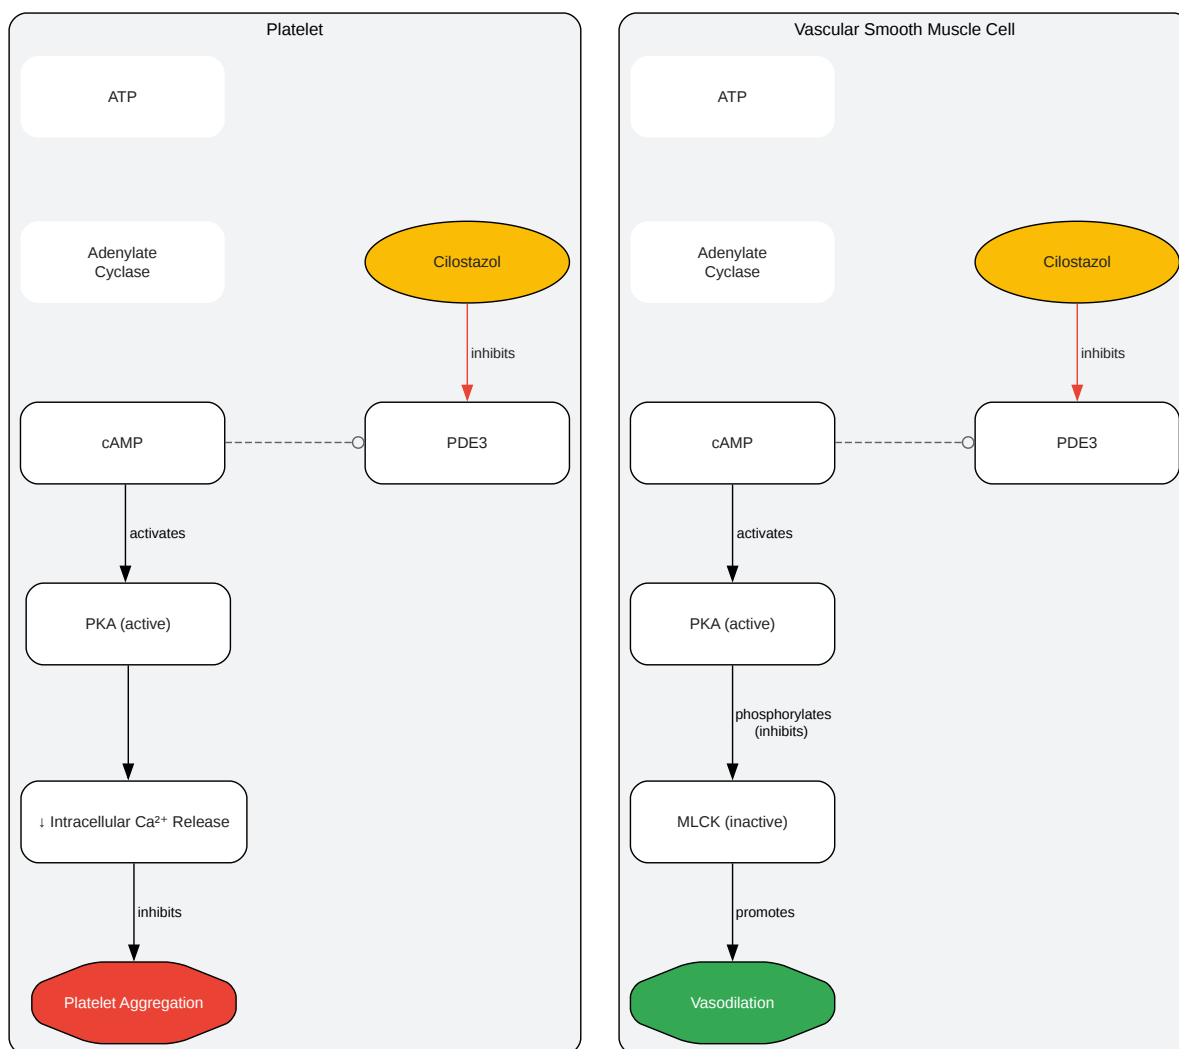 Platelet
ATP
Adenylate
Cyclase
Cilostazol
inhibits
cAMP
PDE3
activates
PKA (active)
↓ Intracellular Ca²⁺ Release
inhibits
Platelet Aggregation
Vascular Smooth Muscle Cell
ATP
Adenylate
Cyclase
Cilostazol
inhibits
cAMP
PDE3
activates
PKA (active)
phosphorylates
(inhibits)
MLCK (inactive)
promotes
Vasodilation